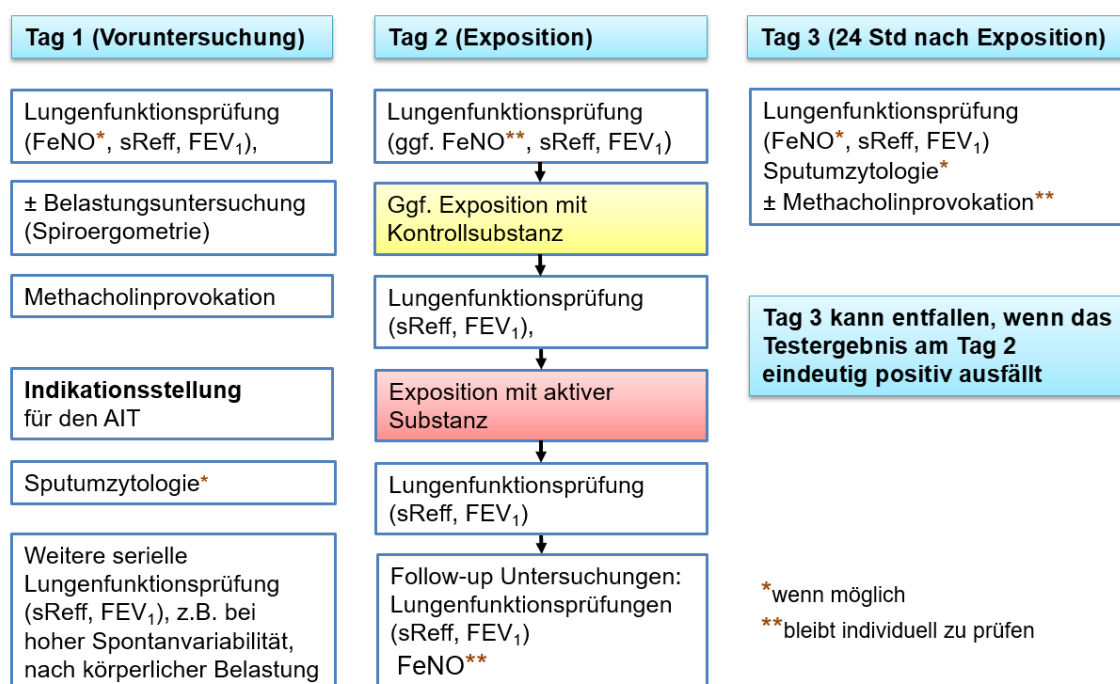 Tag 1 (Voruntersuchung)
Lungenfunktionsprüfung
(FeNO*, sReff, FEV₁),
± Belastungsuntersuchung
(Spiroergometrie)
Methacholinprovokation
Indikationsstellung
für den AIT
Sputumzytologie*
Weitere serielle
Lungenfunktionsprüfung
(sReff, FEV₁), z.B. bei
hoher Spontanvariabilität,
nach körperlicher Belastung
Tag 2 (Exposition)
Lungenfunktionsprüfung
(ggf. FeNO**, sReff, FEV₁)
Ggf. Exposition mit
Kontrollsubstanz
Lungenfunktionsprüfung
(sReff, FEV₁),
Exposition mit aktiver
Substanz
Lungenfunktionsprüfung
(sReff, FEV₁)
Follow-up Untersuchungen:
Lungenfunktionsprüfungen
(sReff, FEV₁)
FeNO**
Tag 3 (24 Std nach Exposition)
Lungenfunktionsprüfung
(FeNO*, sReff, FEV₁)
Sputumzytologie*
± Methacholinprovokation**
Tag 3 kann entfallen, wenn das
Testergebnis am Tag 2
eindeutig positiv ausfällt
*wenn möglich
**bleibt individuell zu prüfen